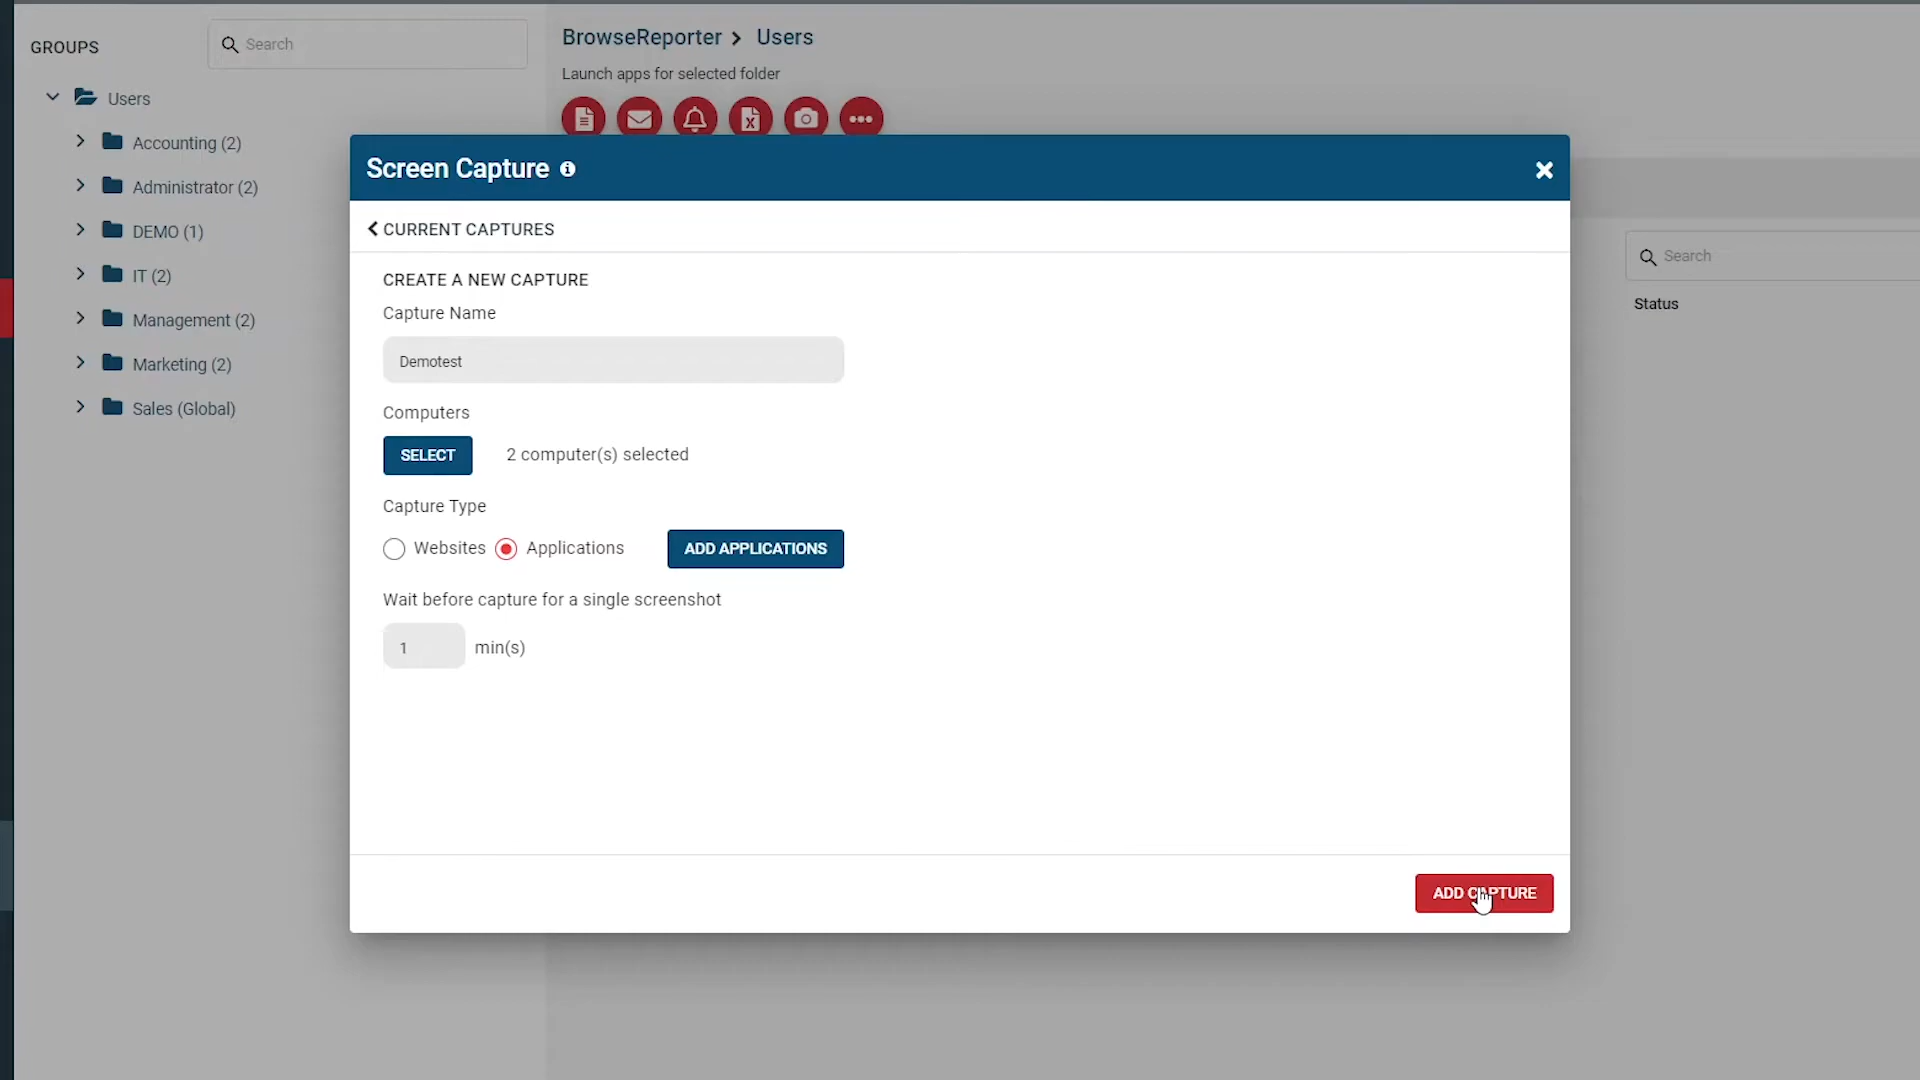 GROUPS
Search
Users
Accounting (2)
Administrator (2)
DEMO (1)
IT (2)
Management (2)
Marketing (2)
Sales (Global)
BrowseReporter > Users
Launch apps for selected folder
Screen Capture
CURRENT CAPTURES
CREATE A NEW CAPTURE
Capture Name
Demotest
Computers
SELECT 2 computer(s) selected
Capture Type
Websites Applications ADD APPLICATIONS
Wait before capture for a single screenshot
1 min(s)
ADD CAPTURE
Search
Status